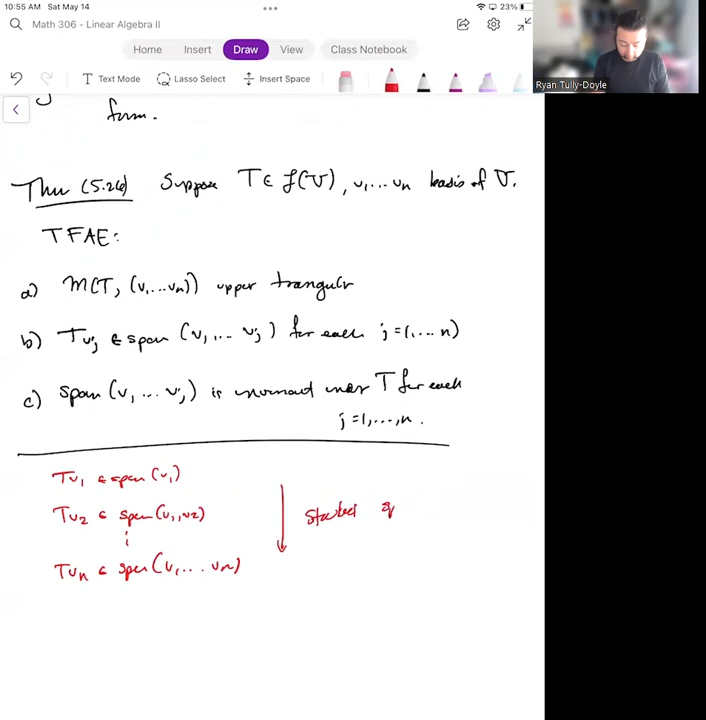 10:55 AM Sat May 14
23%
Math 306 - Linear Algebra II
Home Insert Draw View Class Notebook
Text Mode Lasso Select Insert Space
Ryan Tully-Doyle
form.
Thm (5.26) Suppose T ∈ L(V), v₁...vₙ basis of V.
TFAE:
a) M(T, (v₁...vₙ)) upper triangular
b) Tvⱼ ∈ span (v₁...vⱼ) for each j=1,...n)
c) span (v₁...vⱼ) is invariant under T for each
j=1,...,n.
Tv₁ ∈ span (v₁)
Tv₂ ∈ span (v₁,v₂)
⋮
Tvₙ ∈ span (v₁,...vₙ)